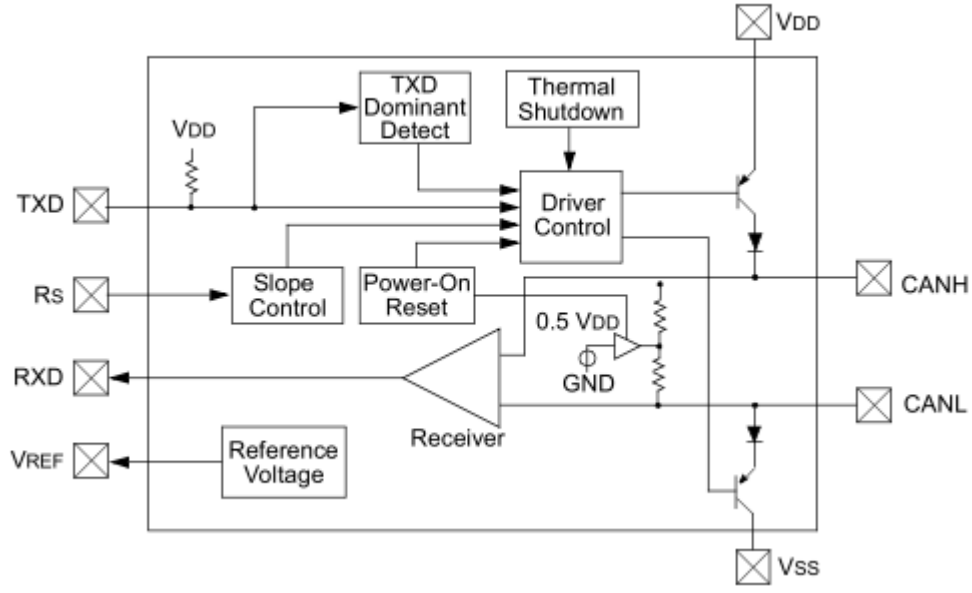 VDD
TXD
Dominant
Detect
Thermal
Shutdown
VDD
TXD
Driver
Control
RS
Slope
Control
Power-On
Reset
CANH
0.5 VDD
RXD
GND
CANL
Receiver
VREF
Reference
Voltage
VSS